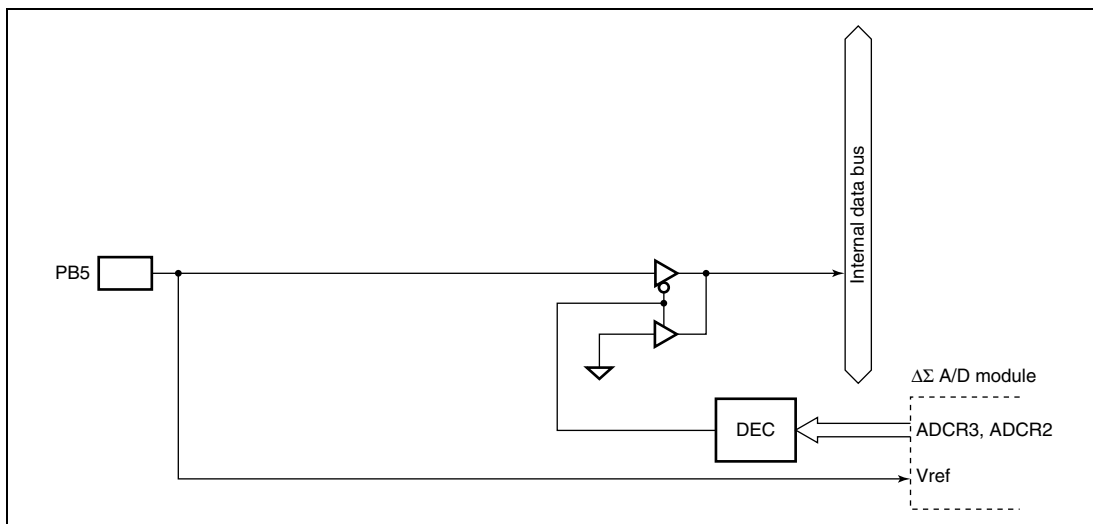 Internal data bus
PB5
ΔΣ A/D module
DEC
ADCR3, ADCR2
Vref